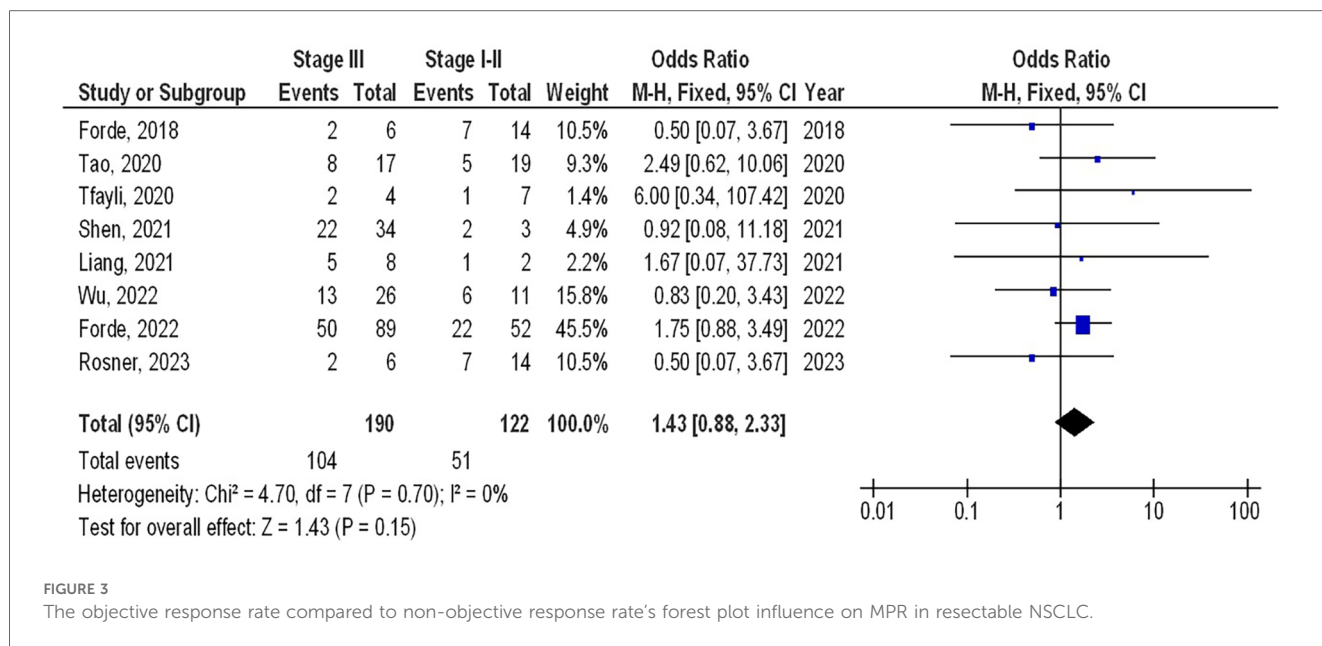 Stage III Stage I-II Odds Ratio Odds Ratio
Study or Subgroup Events Total Events Total Weight M-H, Fixed, 95% CI Year M-H, Fixed, 95% CI
Forde, 2018 2 6 7 14 10.5% 0.50 [0.07, 3.67] 2018
Tao, 2020 8 17 5 19 9.3% 2.49 [0.62, 10.06] 2020
Tfayli, 2020 2 4 1 7 1.4% 6.00 [0.34, 107.42] 2020
Shen, 2021 22 34 2 3 4.9% 0.92 [0.08, 11.18] 2021
Liang, 2021 5 8 1 2 2.2% 1.67 [0.07, 37.73] 2021
Wu, 2022 13 26 6 11 15.8% 0.83 [0.20, 3.43] 2022
Forde, 2022 50 89 22 52 45.5% 1.75 [0.88, 3.49] 2022
Rosner, 2023 2 6 7 14 10.5% 0.50 [0.07, 3.67] 2023
Total (95% CI) 190 122 100.0% 1.43 [0.88, 2.33]
Total events 104 51
Heterogeneity: Chi² = 4.70, df = 7 (P = 0.70); I² = 0%
Test for overall effect: Z = 1.43 (P = 0.15)
0.01 0.1 1 10 100
FIGURE 3
The objective response rate compared to non-objective response rate's forest plot influence on MPR in resectable NSCLC.